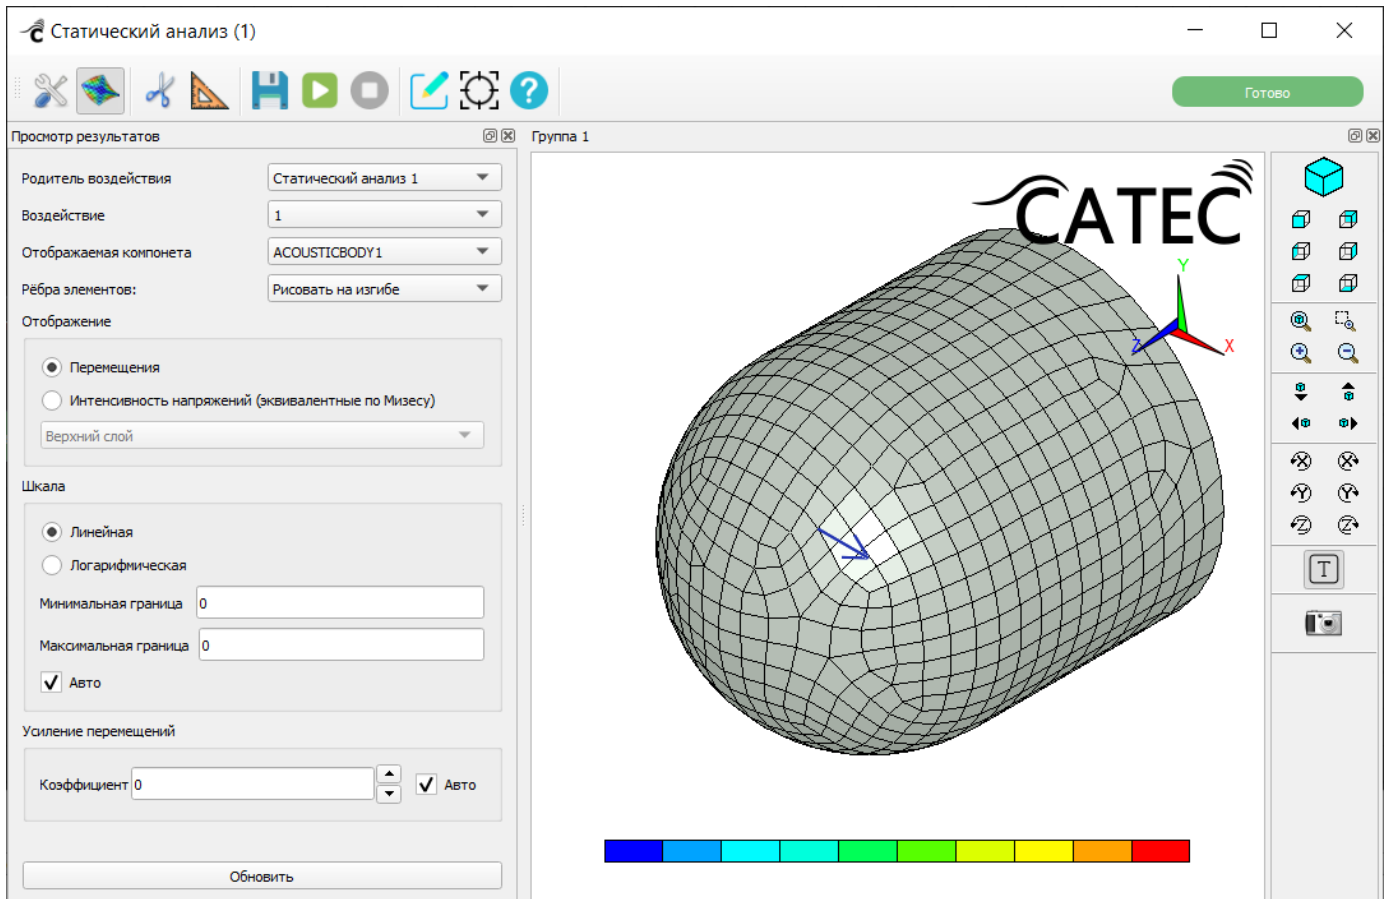 Статический анализ (1)
Готово
Просмотр результатов
Группа 1
Родитель воздействия
Статический анализ 1
Воздействие
1
Отображаемая компонета
ACOUSTICBODY1
Рёбра элементов:
Рисовать на изгибе
Отображение
Перемещения
Интенсивность напряжений (эквивалентные по Мизесу)
Верхний слой
Шкала
Линейная
Логарифмическая
Минимальная граница
0
Максимальная граница
0
Авто
Усиление перемещений
Коэффициент
0
Авто
Обновить
CATEC
Y
Z
X
X
X
Y
Y
Z
Z
T